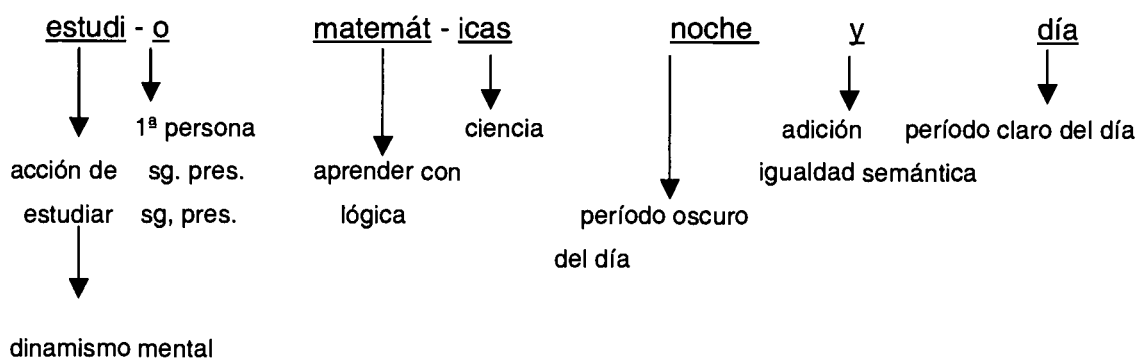 estudi - o matemát - icas noche y día
1ª persona ciencia adición período claro del día
acción de sg. pres. aprender con igualdad semántica
estudiar sg, pres. lógica período oscuro
del día
dinamismo mental